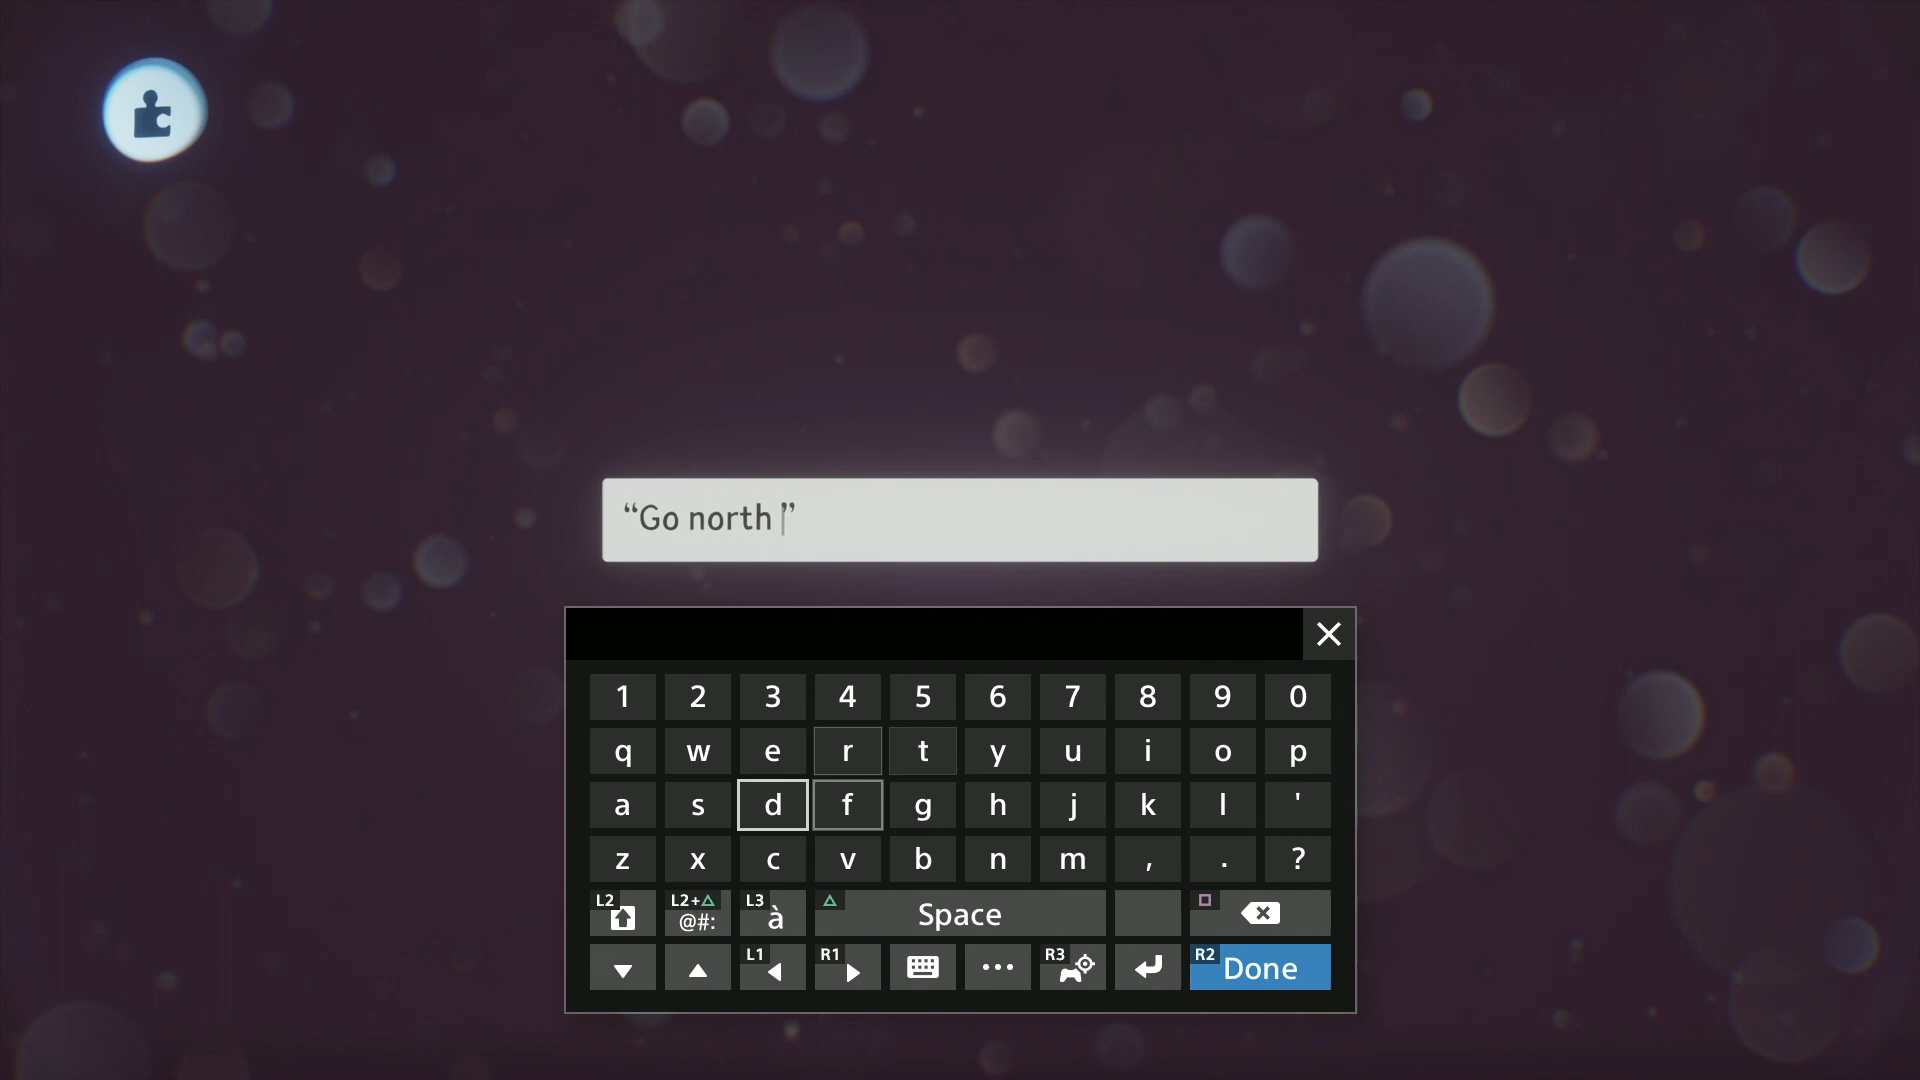 “Go north ”
1 2 3 4 5 6 7 8 9 0
q w e r t y u i o p
a s d f g h j k l '
z x c v b n m , . ?
L2 L2+△ @#: L3 à △ Space □
L1 R1 ... R3 R2 Done